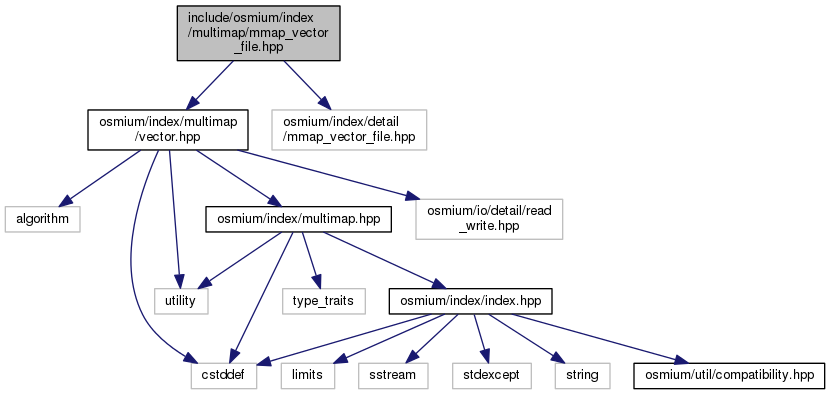 include/osmium/index
/multimap/mmap_vector
_file.hpp
osmium/index/multimap
/vector.hpp
osmium/index/detail
/mmap_vector_file.hpp
algorithm
osmium/index/multimap.hpp
osmium/io/detail/read
_write.hpp
utility
type_traits
osmium/index/index.hpp
cstddef
limits
sstream
stdexcept
string
osmium/util/compatibility.hpp